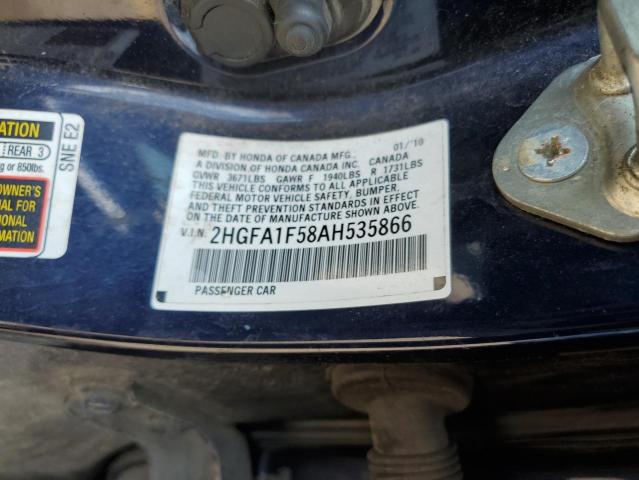 ATION
REAR 3
g or 850lbs.
OWNER'S
AL FOR
IONAL
RMATION
SNE E2
MFD. BY HONDA OF CANADA MFG., CANADA 01/'10
A DIVISION OF HONDA CANADA INC.
GVWR 3671LBS GAWR F 1940LBS R 1731LBS
THIS VEHICLE CONFORMS TO ALL APPLICABLE
FEDERAL MOTOR VEHICLE SAFETY, BUMPER,
AND THEFT PREVENTION STANDARDS IN EFFECT
ON THE DATE OF MANUFACTURE SHOWN ABOVE.
V.I.N. 2HGFA1F58AH535866
PASSENGER CAR